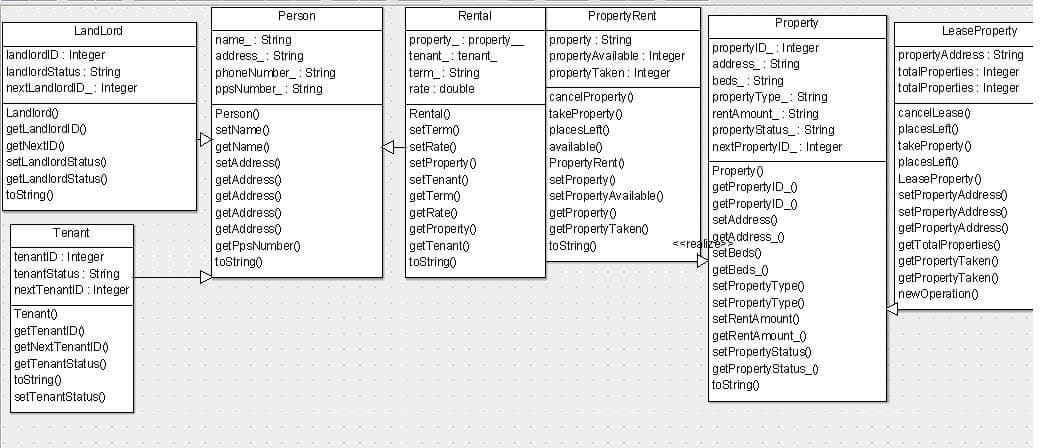 LandLord
landlordID : Integer
landlordStatus : String
nextLandlordID_ : Integer
Landlord()
getLandlordID()
getNextID()
setLandlordStatus()
getLandlordStatus()
toString()
Tenant
tenantID : Integer
tenantStatus : String
nextTenantID : Integer
Tenant()
getTenantID()
getNextTenantID()
getTenantStatus()
toString()
setTenantStatus()
Person
name_ : String
address_ : String
phoneNumber_ : String
ppsNumber_ : String
Person()
setName()
getName()
setAddress()
getAddress()
getAddress()
getAddress()
getAddress()
getPpsNumber()
toString()
Rental
property_ : property__
tenant_ : tenant_
term_ : String
rate : double
Rental()
setTerm()
setRate()
setProperty()
setTenant()
getTerm()
getRate()
getProperty()
getTenant()
toString()
PropertyRent
property : String
propertyAvailable : Integer
propertyTaken : Integer
cancelProperty()
takeProperty()
placesLeft()
available()
PropertyRent()
setProperty()
setPropertyAvailable()
getProperty()
getPropertyTaken()
toString()
<<realize>>
Property
propertyID_ : Integer
address_ : String
beds_ : String
propertyType_ : String
rentAmount_ : String
propertyStatus_ : String
nextPropertyID_ : Integer
Property()
getPropertyID_()
getPropertyID_()
setAddress()
getAddress_()
setBeds()
getBeds_()
setPropertyType()
setPropertyType()
setRentAmount()
getRentAmount_()
setPropertyStatus()
getPropertyStatus_()
toString()
LeaseProperty
propertyAddress : String
totalProperties : Integer
totalProperties : Integer
cancelLease()
placesLeft()
takeProperty()
placesLeft()
LeaseProperty()
setPropertyAddress()
setPropertyAddress()
getPropertyAddress()
getTotalProperties()
getPropertyTaken()
getPropertyTaken()
newOperation()